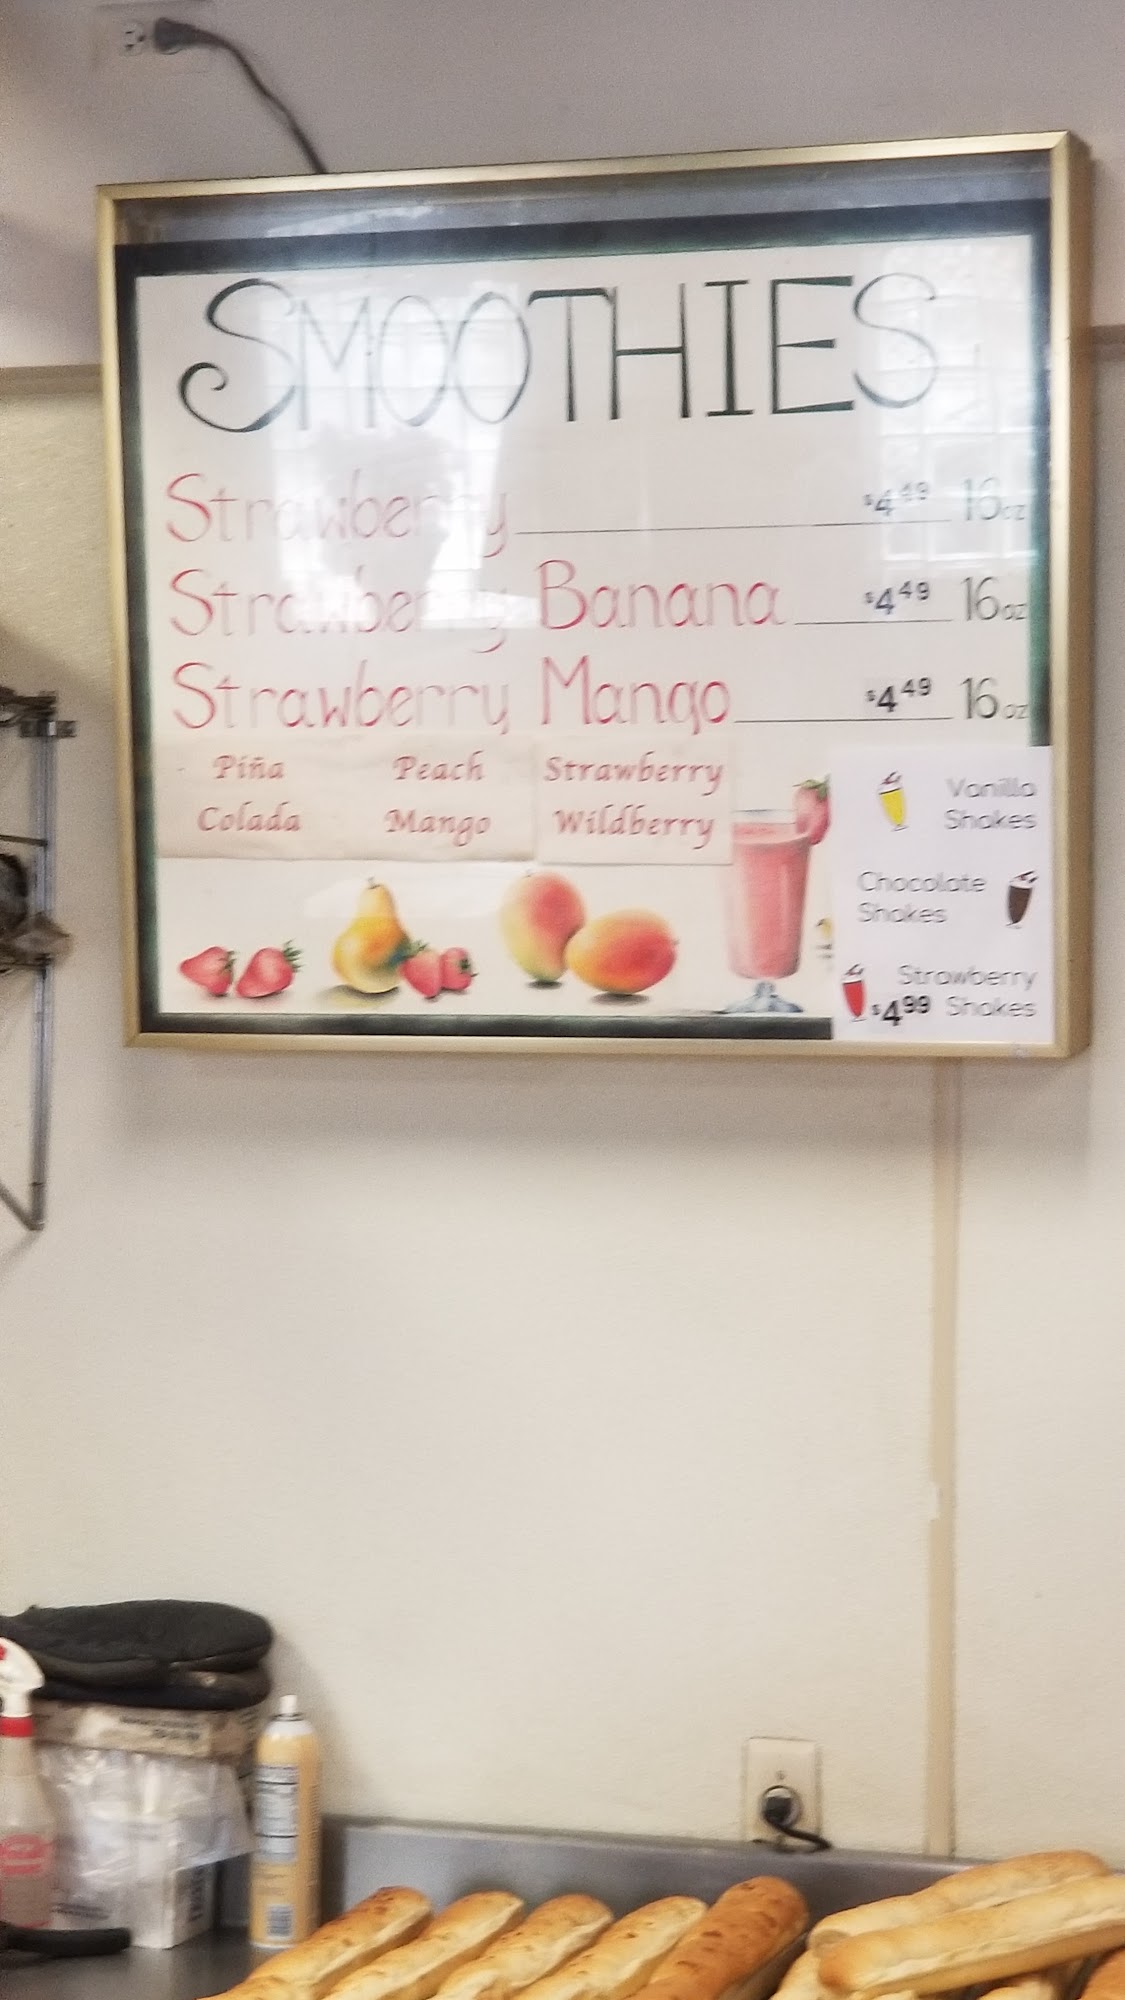 SMOOTHIES
Strawberry $4.49 16oz
Strawberry Banana $4.49 16oz
Strawberry Mango $4.49 16oz
Piña Colada
Peach Mango
Strawberry Wildberry
Vanilla
Shakes
Chocolate
Shakes
Strawberry
$4.99 Shakes